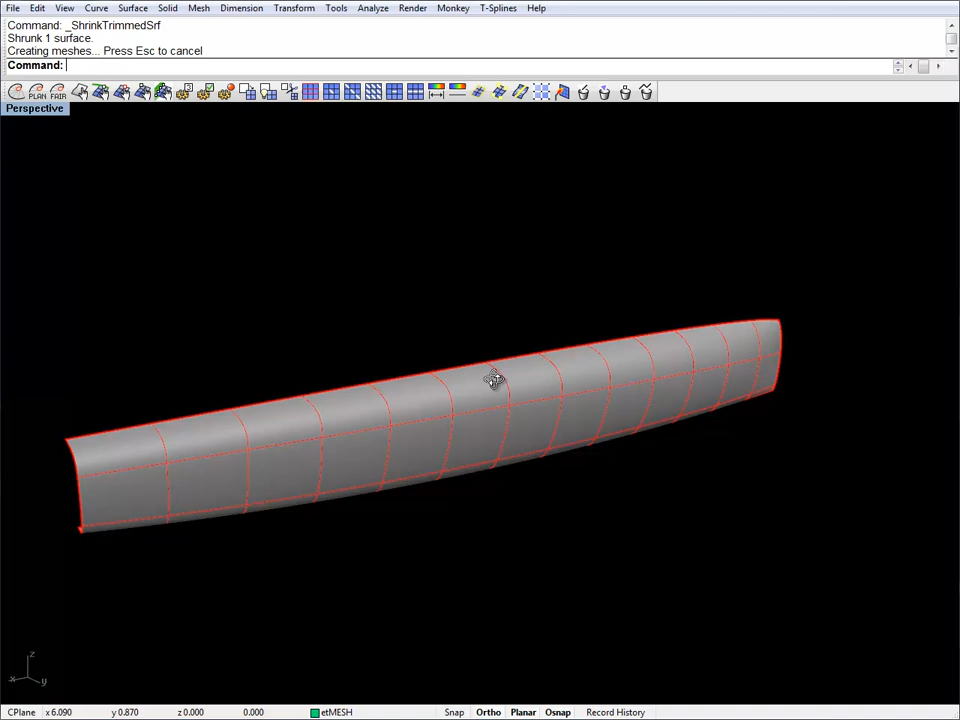 File Edit View Curve Surface Solid Mesh Dimension Transform Tools Analyze Render Monkey T-Splines Help
Command: _ShrinkTrimmedSrf
Shrunk 1 surface.
Creating meshes... Press Esc to cancel
Command:
PLAN FAIR
Perspective
z
x
y
CPlane x 6.090 y 0.870 z 0.000 0.000 etMESH Snap Ortho Planar Osnap Record History